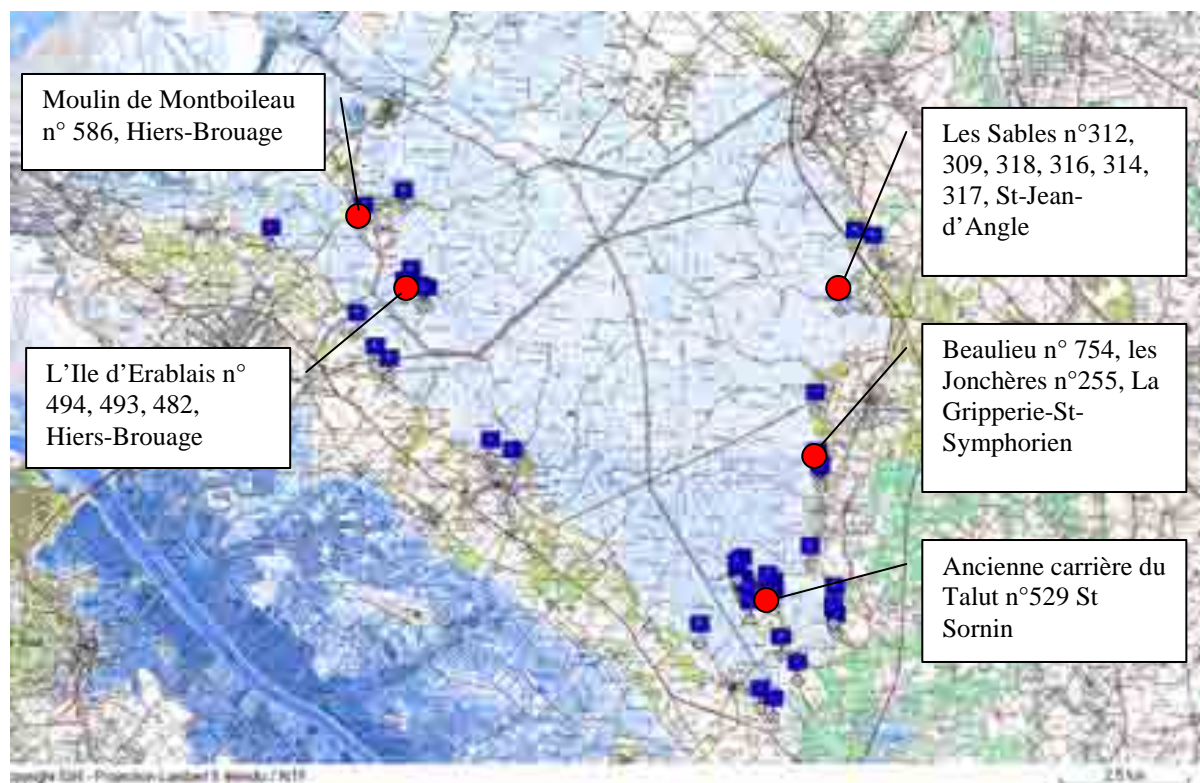 Moulin de Montboileau
n° 586, Hiers-Brouage
Les Sables n°312,
309, 318, 316, 314,
317, St-Jean-
d'Angle
L'Ile d'Erablais n°
494, 493, 482,
Hiers-Brouage
Beaulieu n° 754, les
Jonchères n°255, La
Gripperie-St-
Symphorien
Ancienne carrière du
Talut n°529 St
Sornin